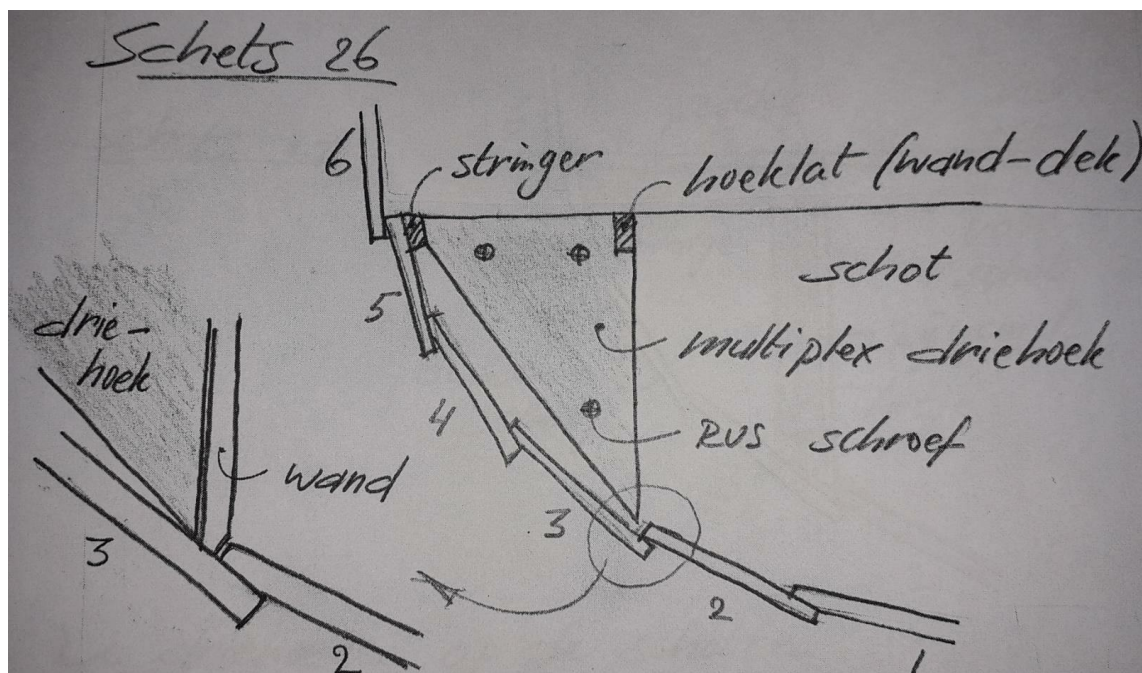 Schets 26
6
stringer
hoeklat (wand-dek)
schot
5
drie-
hoek
multiplex driehoek
4
RVS schroef
wand
3
3
2
2
1